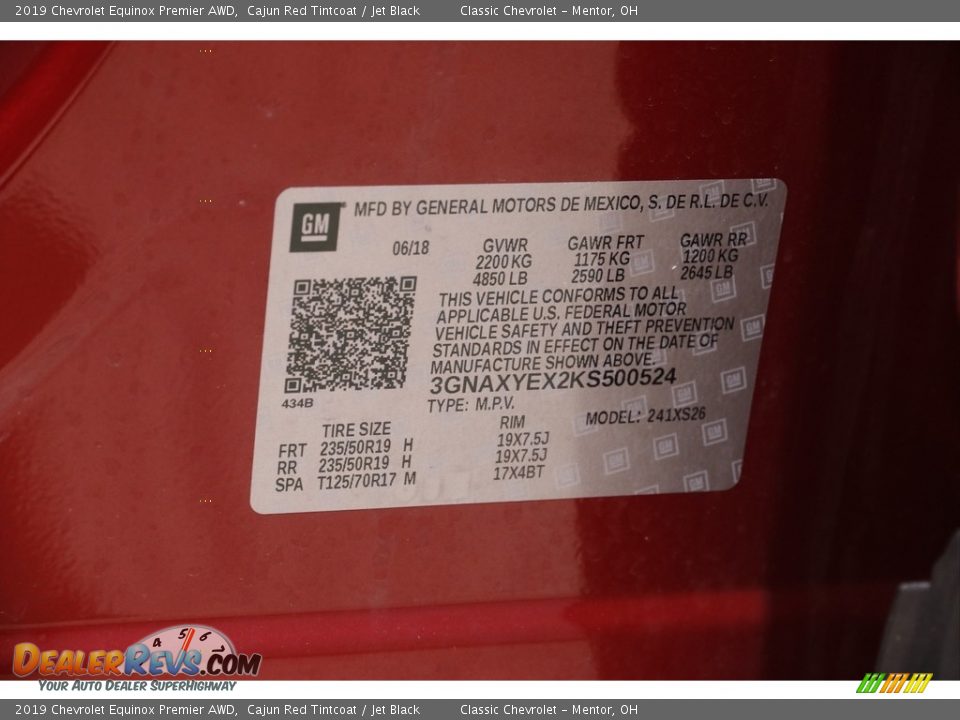 2019 Chevrolet Equinox Premier AWD,  Cajun Red Tintcoat / Jet Black        Classic Chevrolet – Mentor, OH
GM® MFD BY GENERAL MOTORS DE MEXICO, S. DE R.L. DE C.V.
06/18 GVWR GAWR FRT GAWR RR
2200 KG 1175 KG 1200 KG
4850 LB 2590 LB 2645 LB
THIS VEHICLE CONFORMS TO ALL
APPLICABLE U.S. FEDERAL MOTOR
VEHICLE SAFETY AND THEFT PREVENTION
STANDARDS IN EFFECT ON THE DATE OF
MANUFACTURE SHOWN ABOVE.
3GNAXYEX2KS500524
434B
TYPE: M.P.V. MODEL: 241XS26
TIRE SIZE RIM
FRT 235/50R19 H 19X7.5J
RR 235/50R19 H 19X7.5J
SPA T125/70R17 M 17X4BT
4 5 6
DEALERREVS.COM
YOUR AUTO DEALER SUPERHIGHWAY
2019 Chevrolet Equinox Premier AWD,  Cajun Red Tintcoat / Jet Black        Classic Chevrolet – Mentor, OH